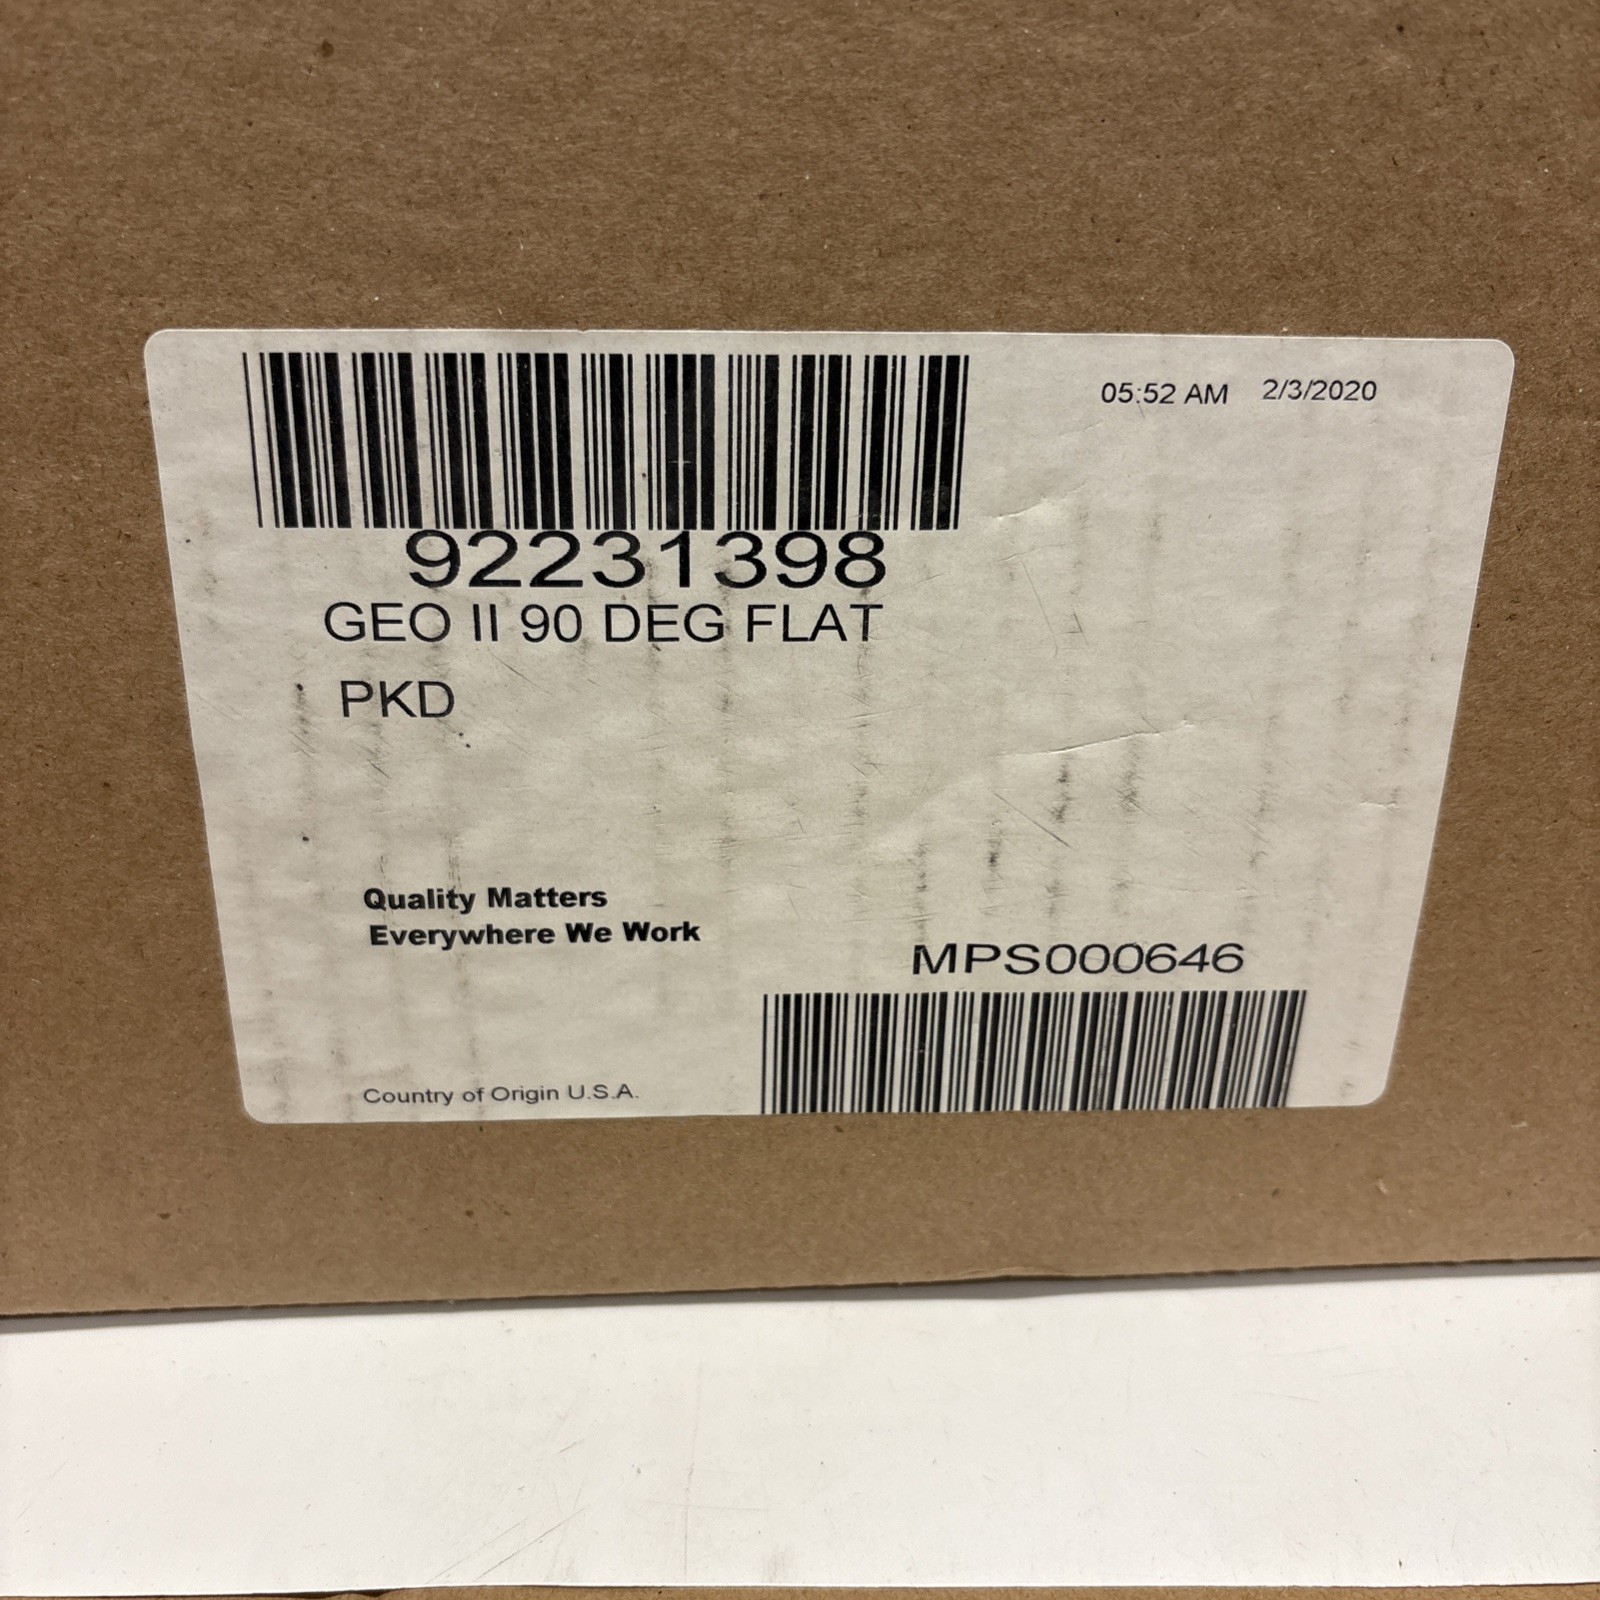 05:52 AM 2/3/2020
92231398
GEO II 90 DEG FLAT
PKD
Quality Matters
Everywhere We Work
MPS000646
Country of Origin U.S.A.